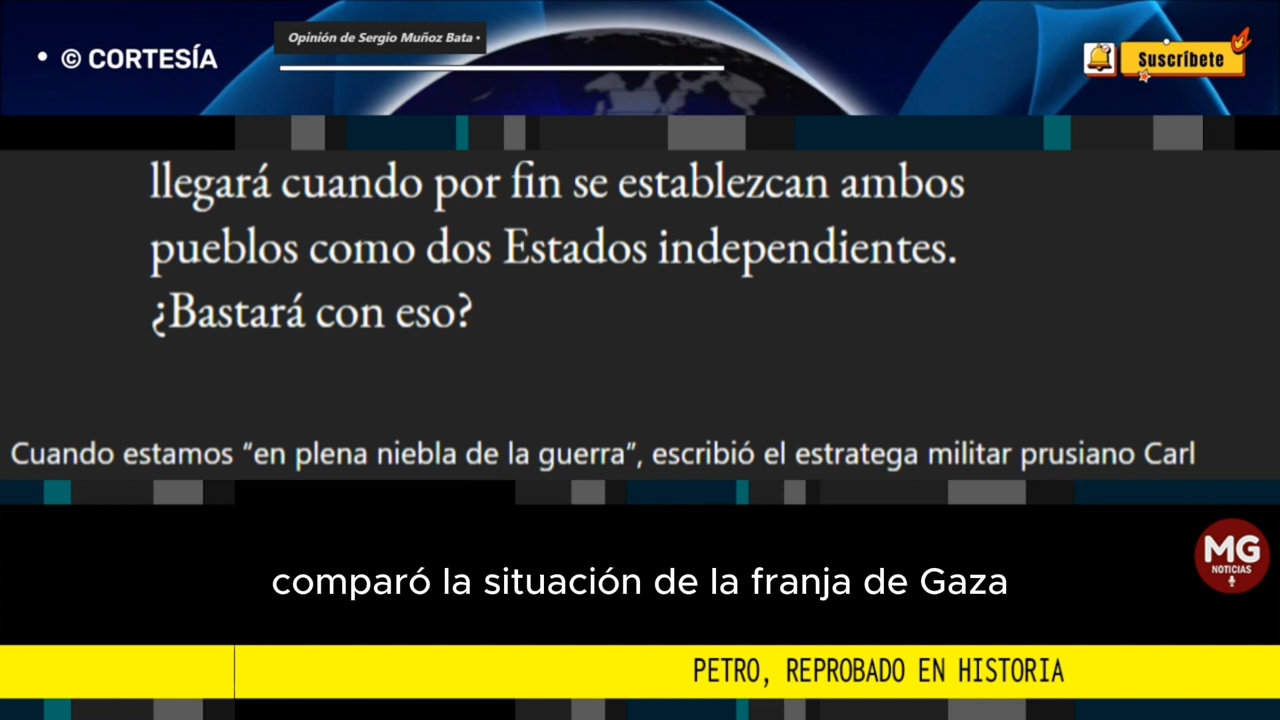 • © CORTESÍA
Opinión de Sergio Muñoz Bata •
Suscríbete
llegará cuando por fin se establezcan ambos
pueblos como dos Estados independientes.
¿Bastará con eso?
Cuando estamos “en plena niebla de la guerra”, escribió el estratega militar prusiano Carl
MG
NOTICIAS
comparó la situación de la franja de Gaza
PETRO, REPROBADO EN HISTORIA